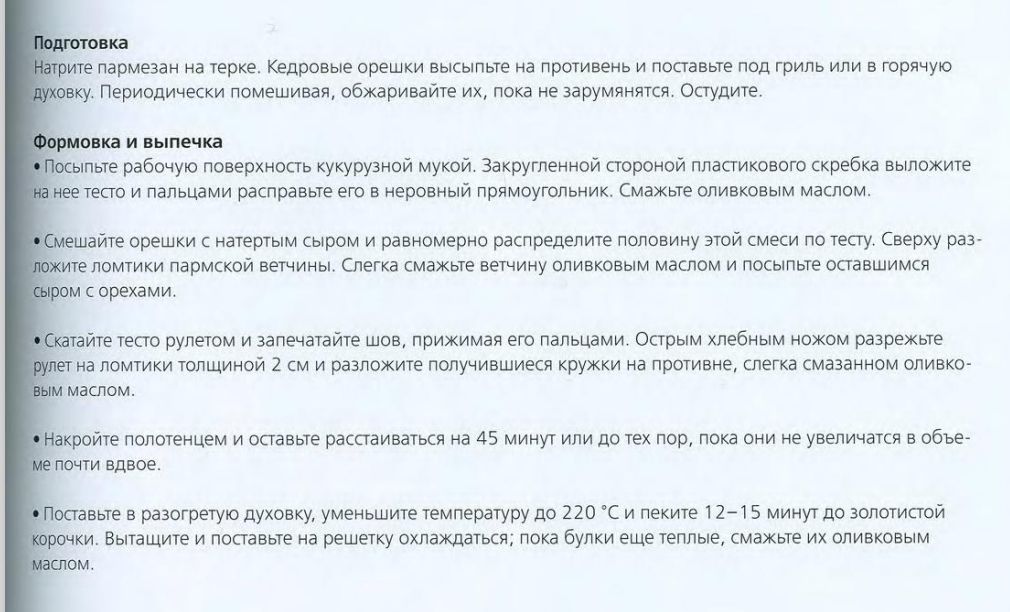 Подготовка
Натрите пармезан на терке. Кедровые орешки высыпьте на противень и поставьте под гриль или в горячую
духовку. Периодически помешивая, обжаривайте их, пока не зарумянятся. Остудите.
Формовка и выпечка
• Посыпьте рабочую поверхность кукурузной мукой. Закругленной стороной пластикового скребка выложите
на нее тесто и пальцами расправьте его в неровный прямоугольник. Смажьте оливковым маслом.
• Смешайте орешки с натертым сыром и равномерно распределите половину этой смеси по тесту. Сверху раз-
ложите ломтики пармской ветчины. Слегка смажьте ветчину оливковым маслом и посыпьте оставшимся
сыром с орехами.
• Скатайте тесто рулетом и запечатайте шов, прижимая его пальцами. Острым хлебным ножом разрежьте
рулет на ломтики толщиной 2 см и разложите получившиеся кружки на противне, слегка смазанном оливко-
вым маслом.
• Накройте полотенцем и оставьте расстаиваться на 45 минут или до тех пор, пока они не увеличатся в объе-
ме почти вдвое.
• Поставьте в разогретую духовку, уменьшите температуру до 220 °С и пеките 12–15 минут до золотистой
корочки. Вытащите и поставьте на решетку охлаждаться; пока булки еще теплые, смажьте их оливковым
маслом.